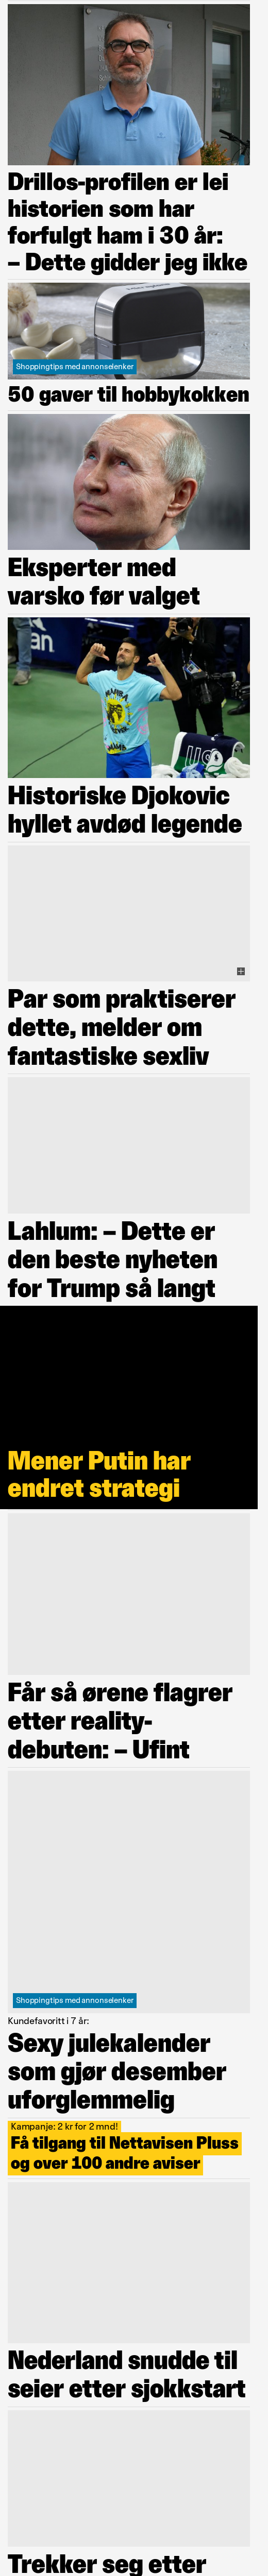 Drillos-profilen er lei
historien som har
forfulgt ham i 30 år:
– Dette gidder jeg ikke
Shoppingtips med annonselenker
50 gaver til hobbykokken
Eksperter med
varsko før valget
MAMBA
FOREVER
Historiske Djokovic
hyllet avdød legende
Par som praktiserer
dette, melder om
fantastiske sexliv
Lahlum: – Dette er
den beste nyheten
for Trump så langt
Mener Putin har
endret strategi
Får så ørene flagrer
etter reality-
debuten: – Ufint
Shoppingtips med annonselenker
Kundefavoritt i 7 år:
Sexy julekalender
som gjør desember
uforglemmelig
Kampanje: 2 kr for 2 mnd!
Få tilgang til Nettavisen Pluss
og over 100 andre aviser
Nederland snudde til
seier etter sjokkstart
Trekker seg etter